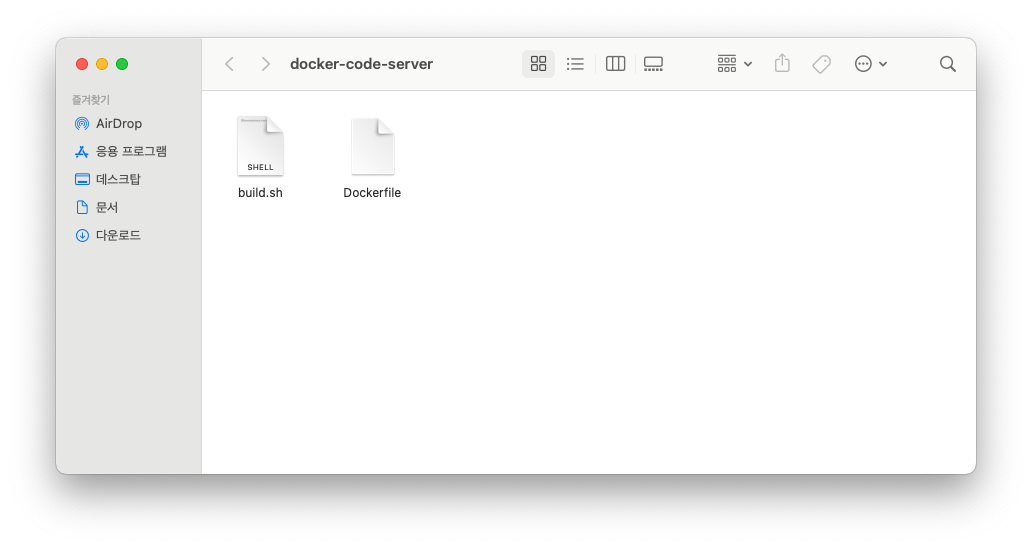 docker-code-server
즐겨찾기
AirDrop
응용 프로그램
데스크탑
문서
다운로드
SHELL
build.sh
Dockerfile